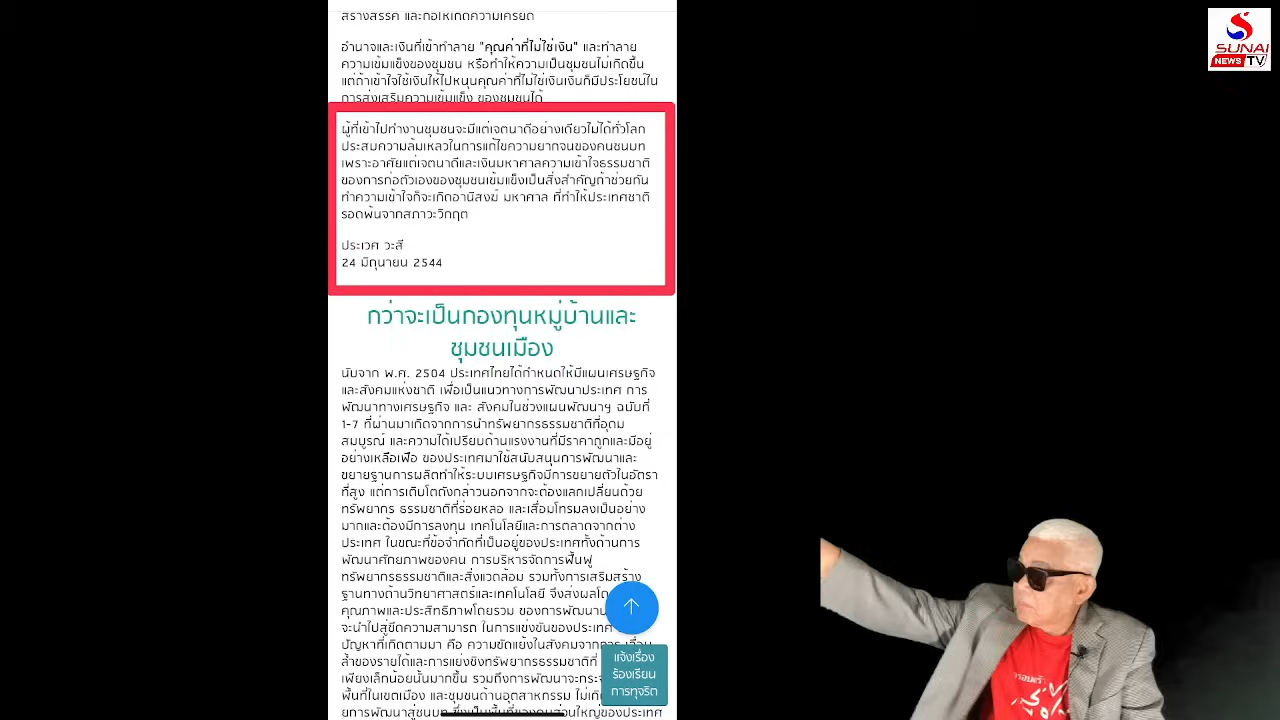 สร้างสรรค์ และก่อให้เกิดความเครียด
อำนาจและเงินที่เข้าทำลาย "คุณค่าที่ไม่ใช่เงิน" และทำลาย
ความเข้มแข็งของชุมชน หรือทำให้ความเป็นชุมชนไม่เกิดขึ้น
แต่ถ้าเข้าใจใช้เงินให้ไปหนุนคุณค่าที่ไม่ใช่เงินเงินก็มีประโยชน์ใน
การส่งเสริมความเข้มแข็ง ของชุมชนได้
ผู้ที่เข้าไปทำงานชุมชนจะมีแต่เจตนาดีอย่างเดียวไม่ได้ทั่วโลก
ประสบความล้มเหลวในการแก้ไขความยากจนของคนชนบท
เพราะอาศัยแต่เจตนาดีและเงินมหาศาลความเข้าใจธรรมชาติ
ของการก่อตัวเองของชุมชนเข้มแข็งเป็นสิ่งสำคัญถ้าช่วยกัน
ทำความเข้าใจก็จะเกิดอานิสงฆ์ มหาศาล ที่ทำให้ประเทศชาติ
รอดพ้นจากสภาวะวิกฤต
ประเวศ วะสี
24 มิถุนายน 2544
กว่าจะเป็นกองทุนหมู่บ้านและ
ชุมชนเมือง
นับจาก พ.ศ. 2504 ประเทศไทยได้กำหนดให้มีแผนเศรษฐกิจ
และสังคมแห่งชาติ เพื่อเป็นแนวทางการพัฒนาประเทศ การ
พัฒนาทางเศรษฐกิจ และ สังคมในช่วงแผนพัฒนาฯ ฉบับที่
1-7 ที่ผ่านมาเกิดจากการนำทรัพยากรธรรมชาติที่อุดม
สมบูรณ์ และความได้เปรียบด้านแรงงานที่มีราคาถูกและมีอยู่
อย่างเหลือเฟือ ของประเทศมาใช้สนับสนุนการพัฒนาและ
ขยายฐานการผลิตทำให้ระบบเศรษฐกิจมีการขยายตัวในอัตรา
ที่สูง แต่การเติบโตดังกล่าวนอกจากจะต้องแลกเปลี่ยนด้วย
ทรัพยากร ธรรมชาติที่ร่อยหลอ และเสื่อมโทรมลงเป็นอย่าง
มากและต้องมีการลงทุน เทคโนโลยีและการตลาดจากต่าง
ประเทศ ในขณะที่ข้อจำกัดที่เป็นอยู่ของประเทศทั้งด้านการ
พัฒนาศักยภาพของคน การบริหารจัดการฟื้นฟู
ทรัพยากรธรรมชาติและสิ่งแวดล้อม รวมทั้งการเสริมสร้าง
ฐานทางด้านวิทยาศาสตร์และเทคโนโลยี จึงส่งผลโด
คุณภาพและประสิทธิภาพโดยรวม ของการพัฒนา
จะนำไปสู่ขีดความสามารถ ในการแข่งขันของประเทศ
ปัญหาที่เกิดตามมา คือ ความขัดแย้งในสังคมจาก
ล้ำของรายได้และการแย่งชิงทรัพยากรธรรมชาติที่
เพียงเล็กน้อยนั้นมากขึ้น รวมถึงการพัฒนาจะกระ
พื้นที่ในเขตเมือง และชุมชนด้านอุตสาหกรรม
ยการพัฒนาสู่ชนบท ซึ่งเป็นพื้นที่ของคนส่วนใหญ่ของประเทศ
แจ้งเรื่อง
ร้องเรียน
การทุจริต
SUNAI
NEWS TV